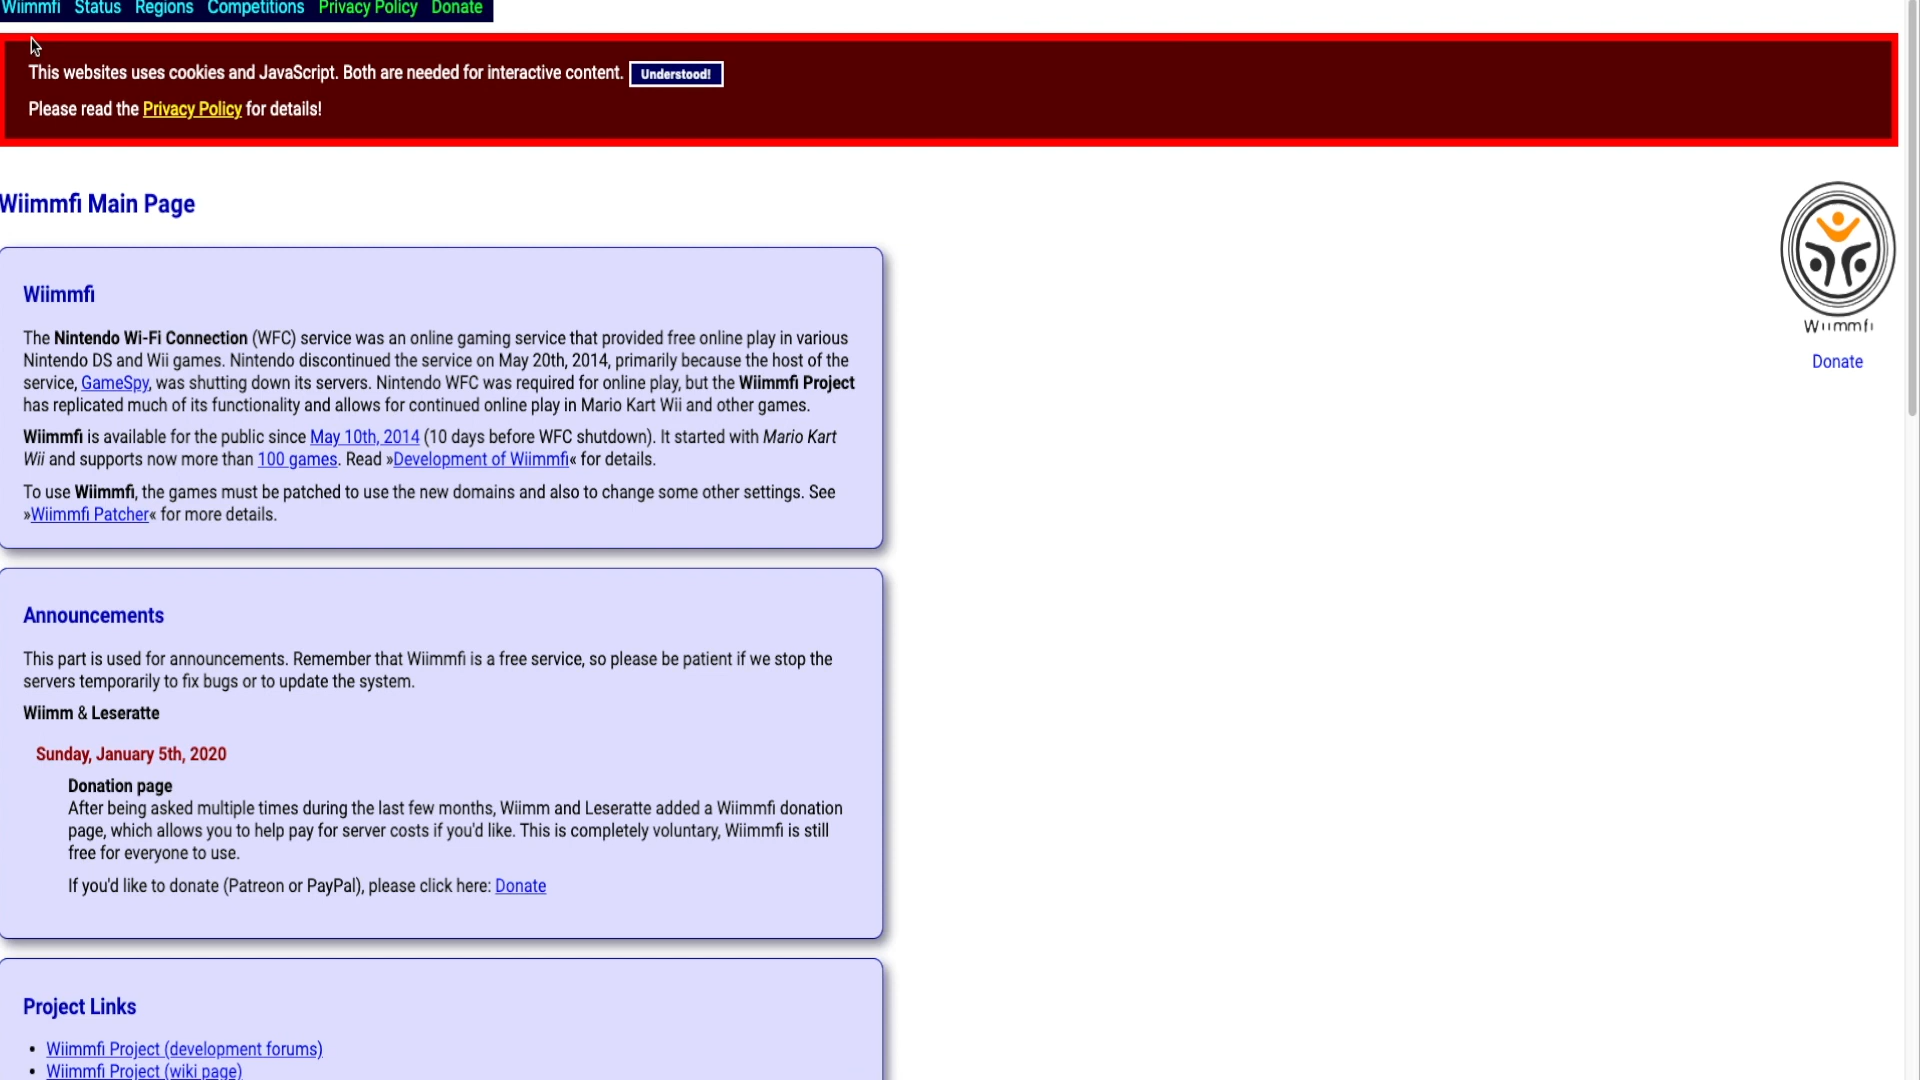 Wiimmfi Status Regions Competitions Privacy Policy Donate
This websites uses cookies and JavaScript. Both are needed for interactive content. Understood!
Please read the Privacy Policy for details!
Wiimmfi Main Page
Wiimmfi
Donate
Wiimmfi
The Nintendo Wi-Fi Connection (WFC) service was an online gaming service that provided free online play in various
Nintendo DS and Wii games. Nintendo discontinued the service on May 20th, 2014, primarily because the host of the
service, GameSpy, was shutting down its servers. Nintendo WFC was required for online play, but the Wiimmfi Project
has replicated much of its functionality and allows for continued online play in Mario Kart Wii and other games.
Wiimmfi is available for the public since May 10th, 2014 (10 days before WFC shutdown). It started with Mario Kart
Wii and supports now more than 100 games. Read »Development of Wiimmfi« for details.
To use Wiimmfi, the games must be patched to use the new domains and also to change some other settings. See
»Wiimmfi Patcher« for more details.
Announcements
This part is used for announcements. Remember that Wiimmfi is a free service, so please be patient if we stop the
servers temporarily to fix bugs or to update the system.
Wiimm & Leseratte
Sunday, January 5th, 2020
Donation page
After being asked multiple times during the last few months, Wiimm and Leseratte added a Wiimmfi donation
page, which allows you to help pay for server costs if you'd like. This is completely voluntary, Wiimmfi is still
free for everyone to use.
If you'd like to donate (Patreon or PayPal), please click here: Donate
Project Links
• Wiimmfi Project (development forums)
• Wiimmfi Project (wiki page)